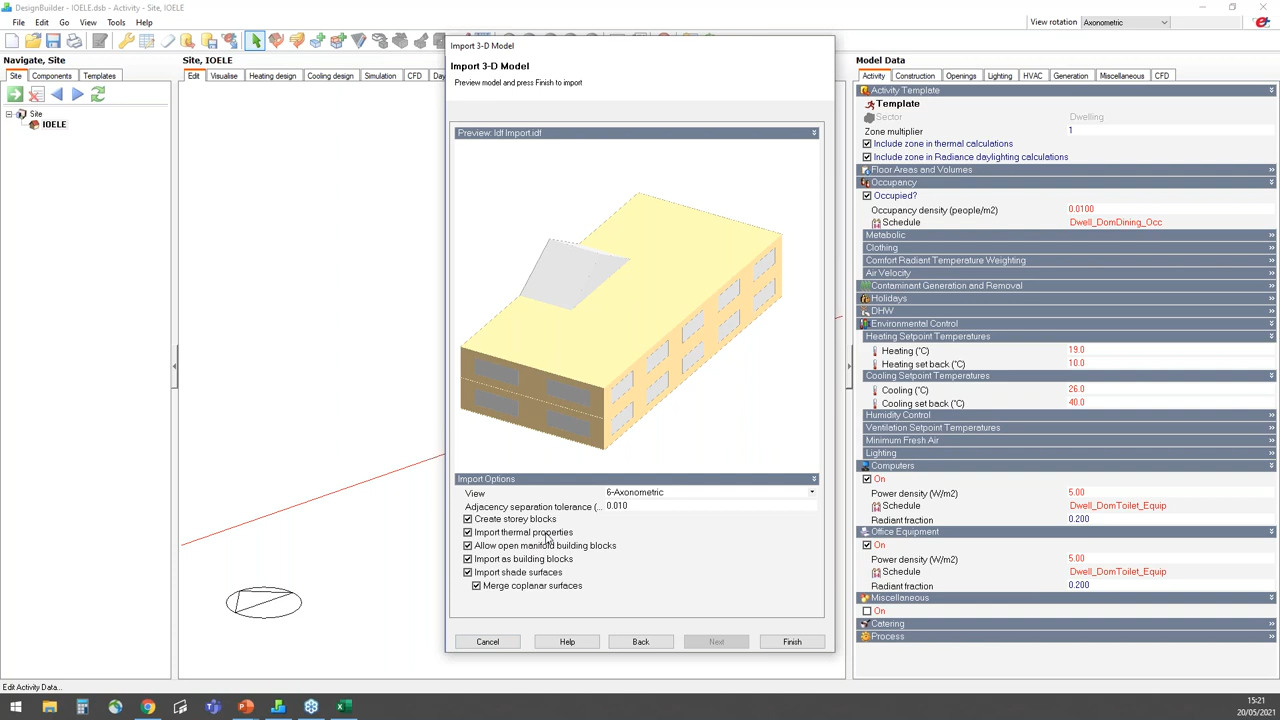 DesignBuilder - IOELE.dsb - Activity - Site, IOELE
File Edit Go View Tools Help
View rotation Axonometric
Navigate, Site
Site Components Templates
Site
IOELE
Site, IOELE
Edit Visualise Heating design Cooling design Simulation CFD
Import 3-D Model
Import 3-D Model
Preview model and press Finish to import
Preview: Idf Import.idf
Import Options
View 6-Axonometric
Adjacency separation tolerance (... 0.010
Create storey blocks
Import thermal properties
Allow open manifold building blocks
Import as building blocks
Import shade surfaces
Merge coplanar surfaces
Cancel Help Back Next Finish
Model Data
Activity Construction Openings Lighting HVAC Generation Miscellaneous CFD
Activity Template
Template
Sector Dwelling
Zone multiplier 1
Include zone in thermal calculations
Include zone in Radiance daylighting calculations
Floor Areas and Volumes
Occupancy
Occupied?
Occupancy density (people/m2) 0.0100
Schedule Dwell_DomDining_Occ
Metabolic
Clothing
Comfort Radiant Temperature Weighting
Air Velocity
Contaminant Generation and Removal
Holidays
DHW
Environmental Control
Heating Setpoint Temperatures
Heating (°C) 19.0
Heating set back (°C) 10.0
Cooling Setpoint Temperatures
Cooling (°C) 26.0
Cooling set back (°C) 40.0
Humidity Control
Ventilation Setpoint Temperatures
Minimum Fresh Air
Lighting
Computers
On
Power density (W/m2) 5.00
Schedule Dwell_DomToilet_Equip
Radiant fraction 0.200
Office Equipment
On
Power density (W/m2) 5.00
Schedule Dwell_DomToilet_Equip
Radiant fraction 0.200
Miscellaneous
On
Catering
Process
Edit Activity Data...
15:21
20/05/2021